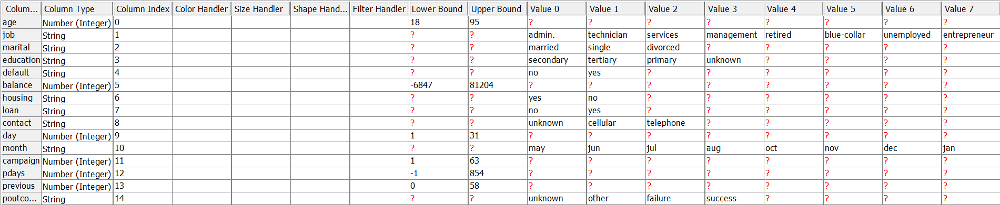 Colum... Column Type Column Index Color Handler Size Handler Shape Hand... Filter Handler Lower Bound Upper Bound Value 0 Value 1 Value 2 Value 3 Value 4 Value 5 Value 6 Value 7
age Number (Integer) 0 18 95 ? ? ? ? ? ? ? ?
job String 1 ? ? admin. technician services management retired blue-collar unemployed entrepreneur
marital String 2 ? ? married single divorced ? ? ? ? ?
education String 3 ? ? secondary tertiary primary unknown ? ? ? ?
default String 4 ? ? no yes ? ? ? ? ? ?
balance Number (Integer) 5 -6847 81204 ? ? ? ? ? ? ? ?
housing String 6 ? ? yes no ? ? ? ? ? ?
loan String 7 ? ? no yes ? ? ? ? ? ?
contact String 8 ? ? unknown cellular telephone ? ? ? ? ?
day Number (Integer) 9 1 31 ? ? ? ? ? ? ? ?
month String 10 ? ? may jun jul aug oct nov dec jan
campaign Number (Integer) 11 1 63 ? ? ? ? ? ? ? ?
pdays Number (Integer) 12 -1 854 ? ? ? ? ? ? ? ?
previous Number (Integer) 13 0 58 ? ? ? ? ? ? ? ?
poutco... String 14 ? ? unknown other failure success ? ? ? ?